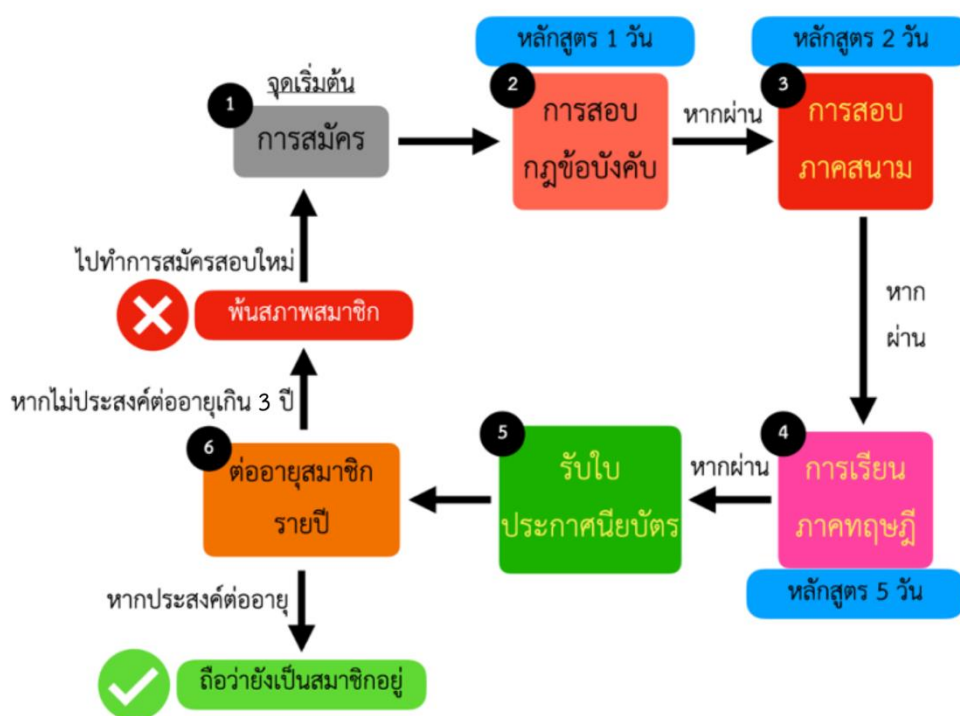 จุดเริ่มต้น
1
การสมัคร
หลักสูตร 1 วัน
2
การสอบ
กฎข้อบังคับ
หากผ่าน
หลักสูตร 2 วัน
3
การสอบ
ภาคสนาม
หาก
ผ่าน
4
การเรียน
ภาคทฤษฎี
หลักสูตร 5 วัน
หากผ่าน
5
รับใบ
ประกาศนียบัตร
6
ต่ออายุสมาชิก
รายปี
หากไม่ประสงค์ต่ออายุเกิน 3 ปี
พ้นสภาพสมาชิก
ไปทำการสมัครสอบใหม่
หากประสงค์ต่ออายุ
ถือว่ายังเป็นสมาชิกอยู่